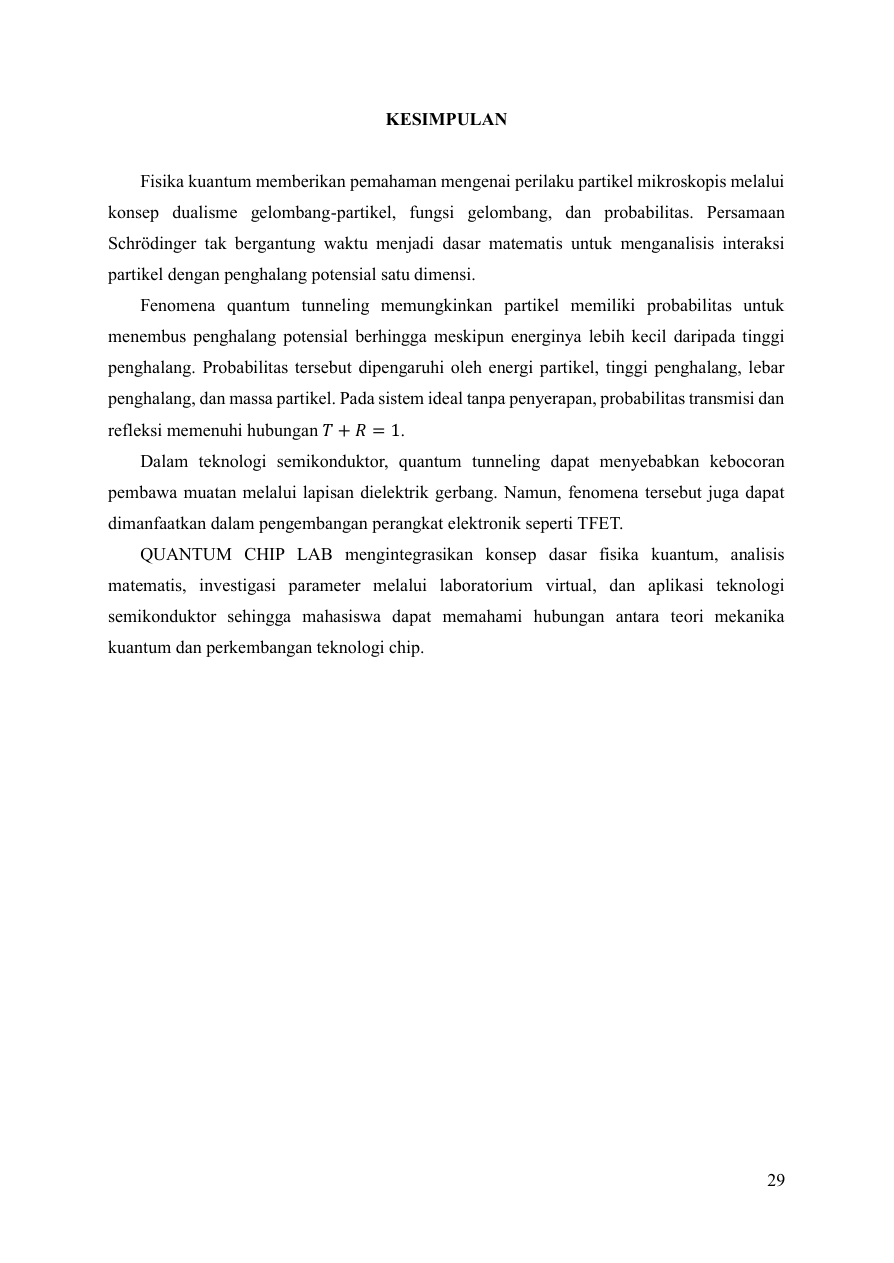 KESIMPULAN
Fisika kuantum memberikan pemahaman mengenai perilaku partikel mikroskopis melalui
konsep dualisme gelombang-partikel, fungsi gelombang, dan probabilitas. Persamaan
Schrödinger tak bergantung waktu menjadi dasar matematis untuk menganalisis interaksi
partikel dengan penghalang potensial satu dimensi.
Fenomena quantum tunneling memungkinkan partikel memiliki probabilitas untuk
menembus penghalang potensial berhingga meskipun energinya lebih kecil daripada tinggi
penghalang. Probabilitas tersebut dipengaruhi oleh energi partikel, tinggi penghalang, lebar
penghalang, dan massa partikel. Pada sistem ideal tanpa penyerapan, probabilitas transmisi dan
refleksi memenuhi hubungan 𝑇 + 𝑅 = 1.
Dalam teknologi semikonduktor, quantum tunneling dapat menyebabkan kebocoran
pembawa muatan melalui lapisan dielektrik gerbang. Namun, fenomena tersebut juga dapat
dimanfaatkan dalam pengembangan perangkat elektronik seperti TFET.
QUANTUM CHIP LAB mengintegrasikan konsep dasar fisika kuantum, analisis
matematis, investigasi parameter melalui laboratorium virtual, dan aplikasi teknologi
semikonduktor sehingga mahasiswa dapat memahami hubungan antara teori mekanika
kuantum dan perkembangan teknologi chip.
29